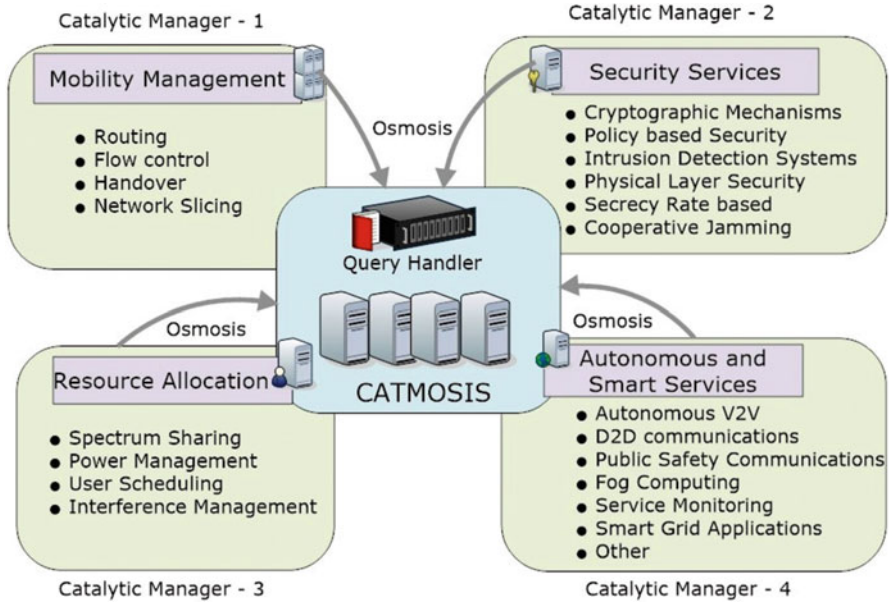 Catalytic Manager - 1
Mobility Management
● Routing
● Flow control
● Handover
● Network Slicing
Osmosis
Catalytic Manager - 2
Security Services
● Cryptographic Mechanisms
● Policy based Security
● Intrusion Detection Systems
● Physical Layer Security
● Secrecy Rate based
● Cooperative Jamming
Query Handler
CATMOSIS
Osmosis
Resource Allocation
● Spectrum Sharing
● Power Management
● User Scheduling
● Interference Management
Catalytic Manager - 3
Osmosis
Autonomous and
Smart Services
● Autonomous V2V
● D2D communications
● Public Safety Communications
● Fog Computing
● Service Monitoring
● Smart Grid Applications
● Other
Catalytic Manager - 4